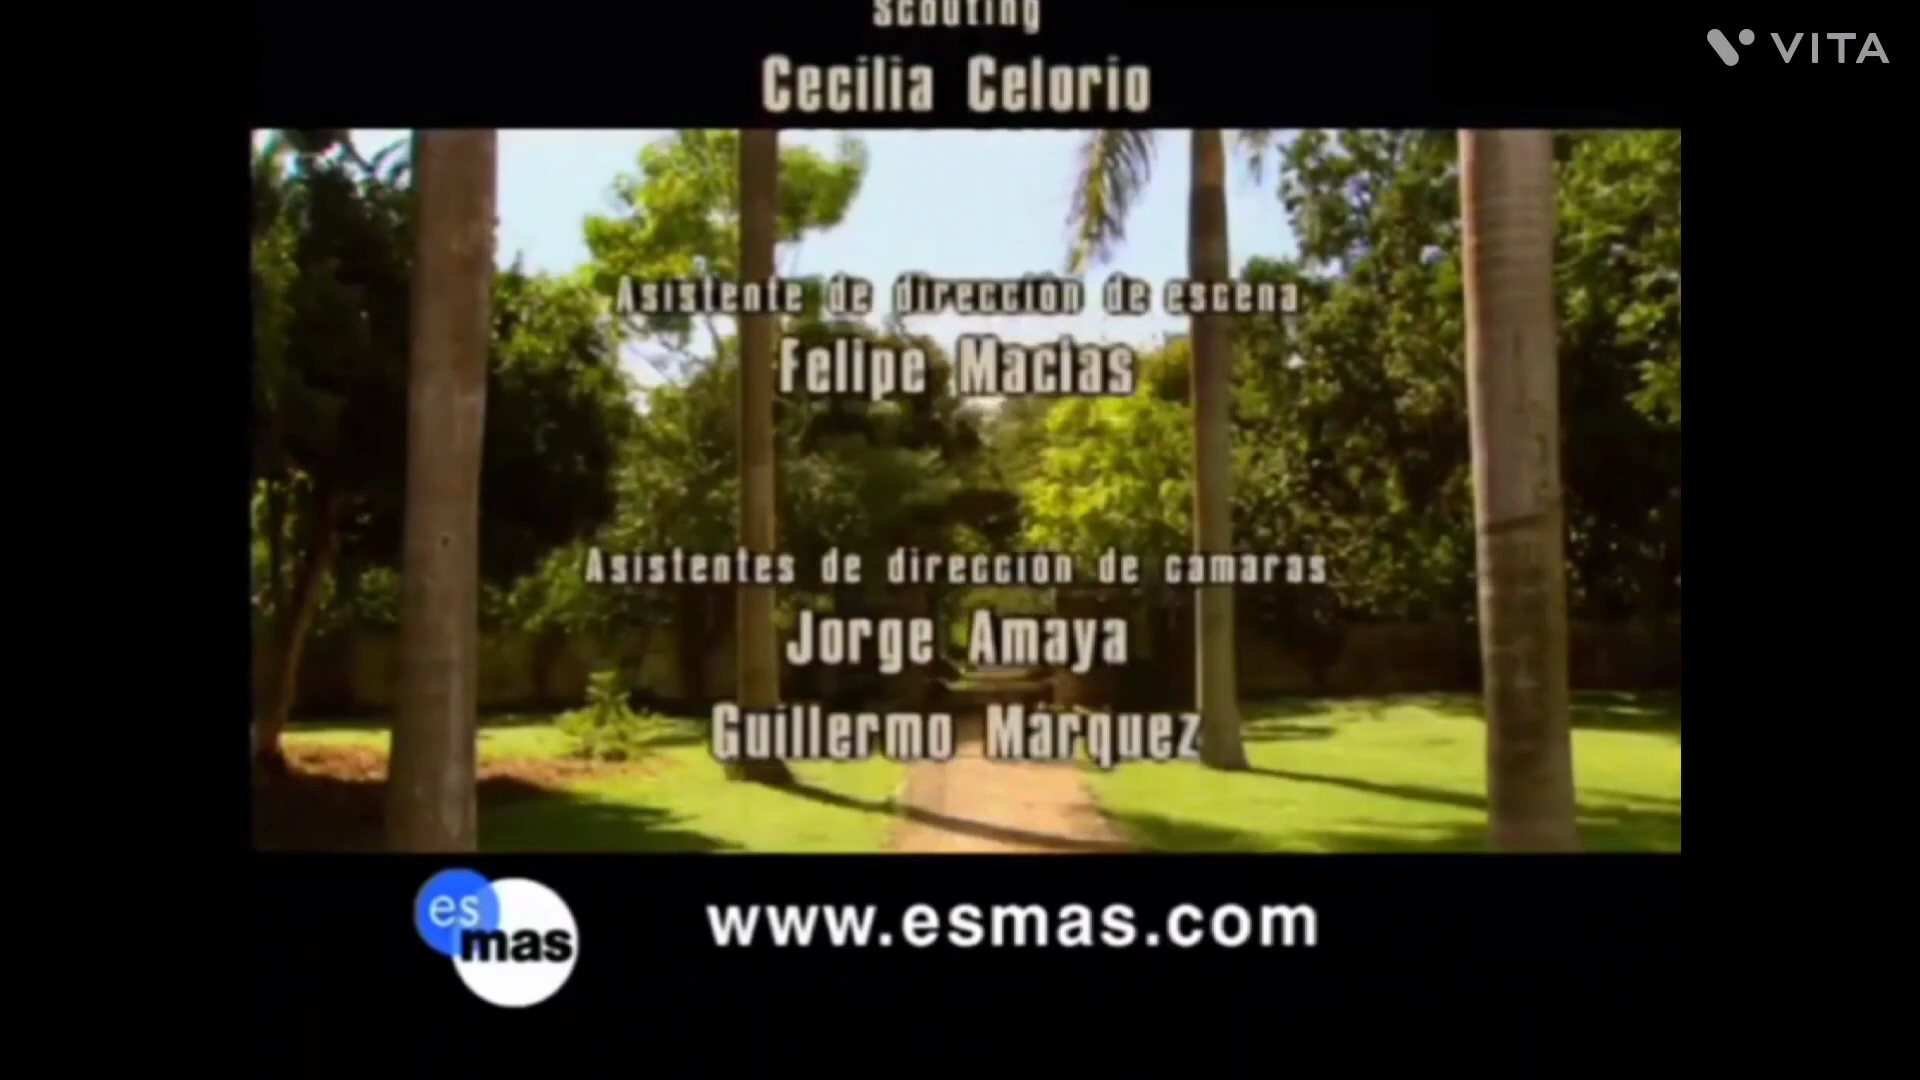 scouting
VITA
Cecilia Celorio
Asistente de dirección de escena
Felipe Macias
Asistentes de dirección de camaras
Jorge Amaya
Guillermo Márquez
es
mas
www.esmas.com